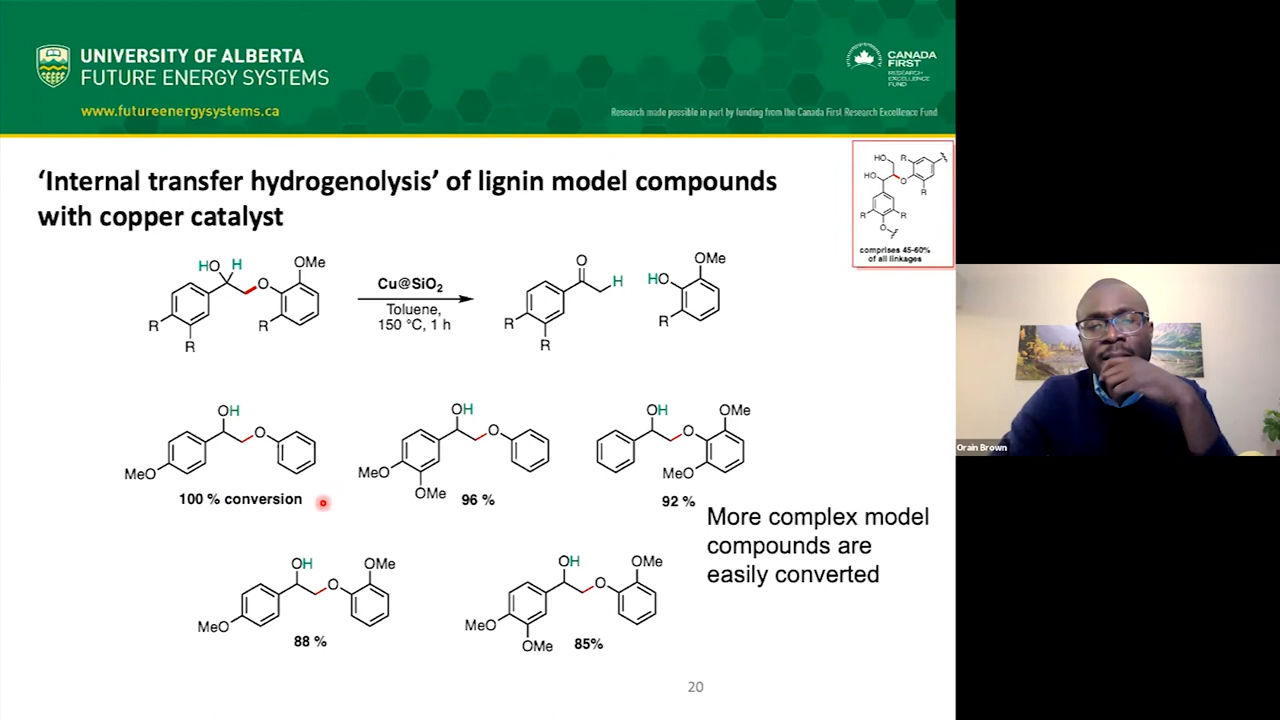 UNIVERSITY OF ALBERTA
FUTURE ENERGY SYSTEMS
www.futureenergysystems.ca
CANADA
FIRST
RESEARCH
EXCELLENCE
FUND
Research made possible in part by funding from the Canada First Research Excellence Fund
‘Internal transfer hydrogenolysis’ of lignin model compounds
with copper catalyst
HO
R
HO
O
R
R
R
O
comprises 45-60%
of all linkages
HO H
O
OMe
R
R
R
Cu@SiO₂
Toluene,
150 °C, 1 h
O
H
R
R
HO
OMe
R
OH
O
MeO
100 % conversion
OH
O
MeO
OMe
96 %
OH
O
OMe
MeO
92 %
More complex model
compounds are
easily converted
OH
O
OMe
MeO
88 %
OH
O
OMe
MeO
OMe
85%
20
Orain Brown